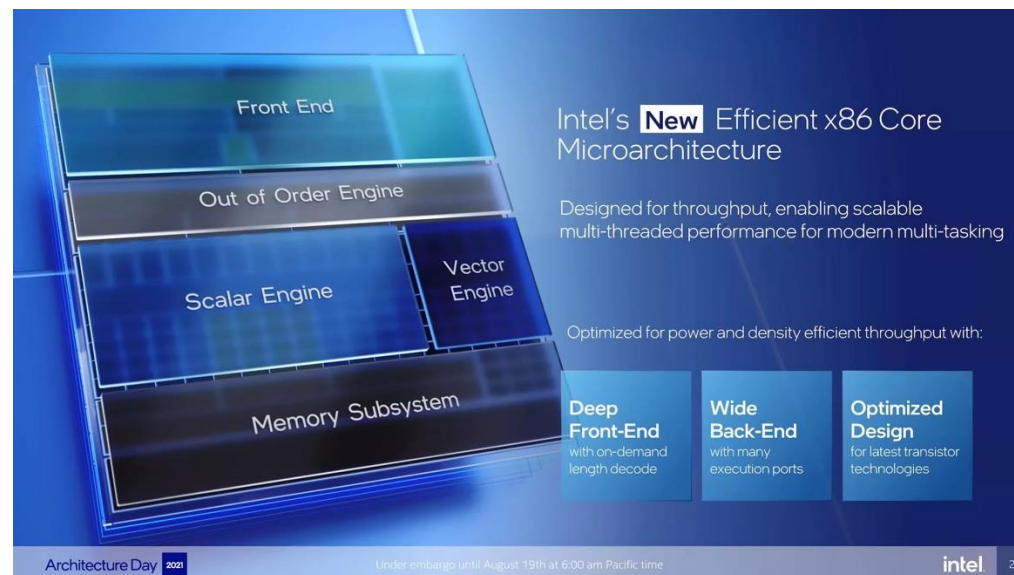 Front End
Out of Order Engine
Scalar Engine
Vector
Engine
Memory Subsystem
Intel's New Efficient x86 Core
Microarchitecture
Designed for throughput, enabling scalable
multi-threaded performance for modern multi-tasking
Optimized for power and density efficient throughput with:
Deep
Front-End
with on-demand
length decode
Wide
Back-End
with many
execution ports
Optimized
Design
for latest transistor
technologies
Architecture Day 2021
Under embargo until August 19th at 6:00 am Pacific time
intel.